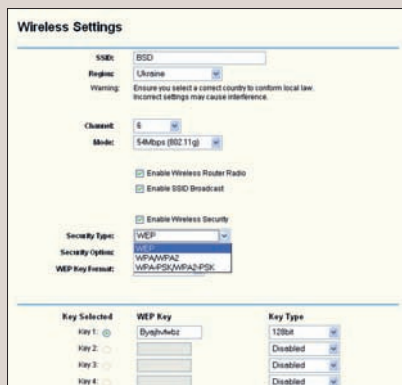 Wireless Settings
SSID: BSD
Region: Ukraine
Warning: Ensure you select a correct country to conform local law.
Incorrect settings may cause interference.
Channel: 6
Mode: 54Mbps (802.11g)
Enable Wireless Router Radio
Enable SSID Broadcast
Enable Wireless Security
Security Type: WEP
WEP
Security Option: WPA/WPA2
WEP Key Format: WPA-PSK/WPA2-PSK
Key Selected WEP Key Key Type
Key 1: 128bit
Key 2: Disabled
Key 3: Disabled
Key 4: Disabled